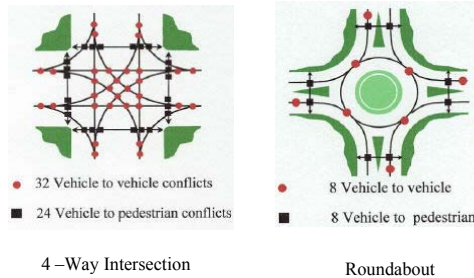 32 Vehicle to vehicle conflicts
24 Vehicle to pedestrian conflicts
4 –Way Intersection
8 Vehicle to vehicle
8 Vehicle to pedestrian
Roundabout